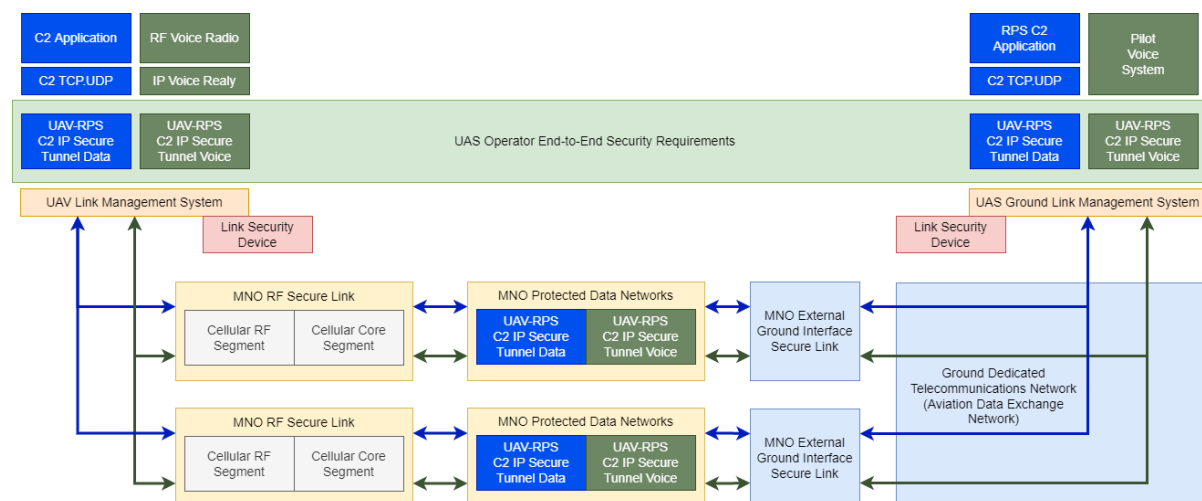 C2 Application
RF Voice Radio
RPS C2
Application
Pilot
Voice
System
C2 TCP.UDP
IP Voice Realy
C2 TCP.UDP
UAV-RPS
C2 IP Secure
Tunnel Data
UAV-RPS
C2 IP Secure
Tunnel Voice
UAS Operator End-to-End Security Requirements
UAV-RPS
C2 IP Secure
Tunnel Data
UAV-RPS
C2 IP Secure
Tunnel Voice
UAV Link Management System
UAS Ground Link Management System
Link Security
Device
Link Security
Device
MNO RF Secure Link
Cellular RF
Segment
Cellular Core
Segment
MNO Protected Data Networks
UAV-RPS
C2 IP Secure
Tunnel Data
UAV-RPS
C2 IP Secure
Tunnel Voice
MNO External
Ground Interface
Secure Link
Ground Dedicated
Telecommunications Network
(Aviation Data Exchange
Network)
MNO RF Secure Link
Cellular RF
Segment
Cellular Core
Segment
MNO Protected Data Networks
UAV-RPS
C2 IP Secure
Tunnel Data
UAV-RPS
C2 IP Secure
Tunnel Voice
MNO External
Ground Interface
Secure Link